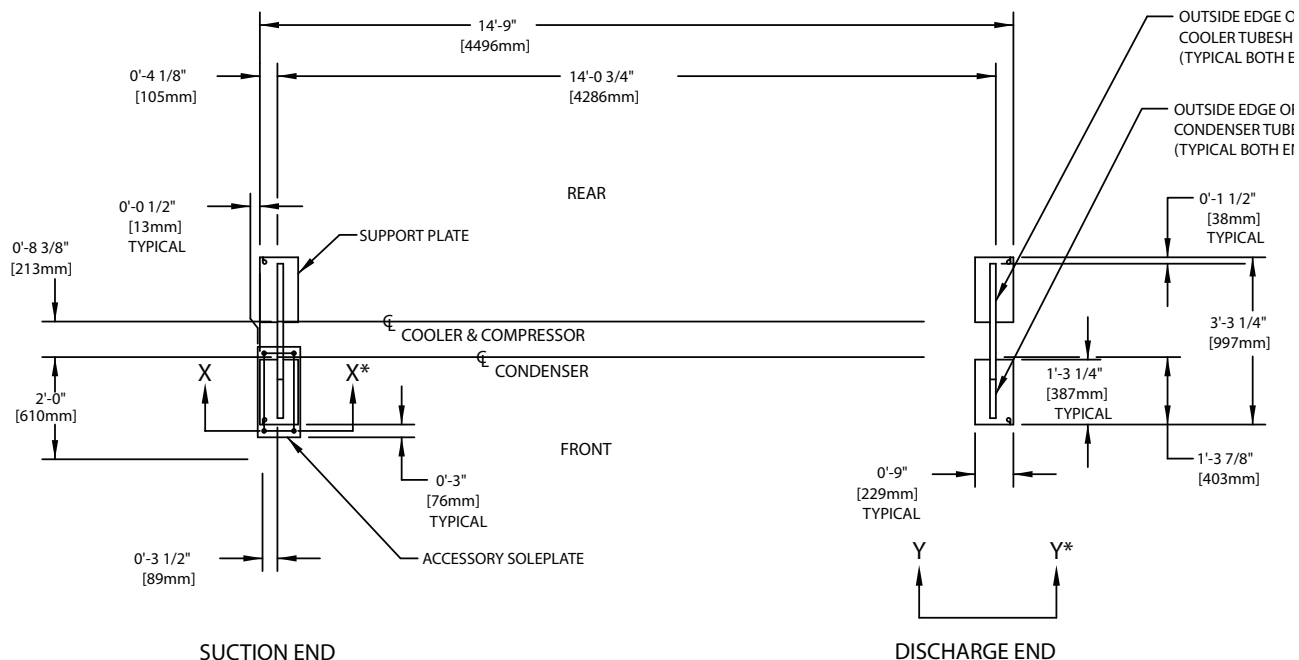 14'-9"
[4496mm]
OUTSIDE EDGE O
COOLER TUBESH
(TYPICAL BOTH E
0'-4 1/8"
[105mm]
14'-0 3/4"
[4286mm]
OUTSIDE EDGE OF
CONDENSER TUBE
(TYPICAL BOTH EN
REAR
0'-0 1/2"
[13mm]
TYPICAL
0'-1 1/2"
[38mm]
TYPICAL
SUPPORT PLATE
0'-8 3/8"
[213mm]
CL
COOLER & COMPRESSOR
3'-3 1/4"
[997mm]
CL
CONDENSER
X
X*
1'-3 1/4"
[387mm]
TYPICAL
2'-0"
[610mm]
FRONT
1'-3 7/8"
[403mm]
0'-3"
[76mm]
TYPICAL
0'-9"
[229mm]
TYPICAL
0'-3 1/2"
[89mm]
ACCESSORY SOLEPLATE
Y
Y*
SUCTION END
DISCHARGE END